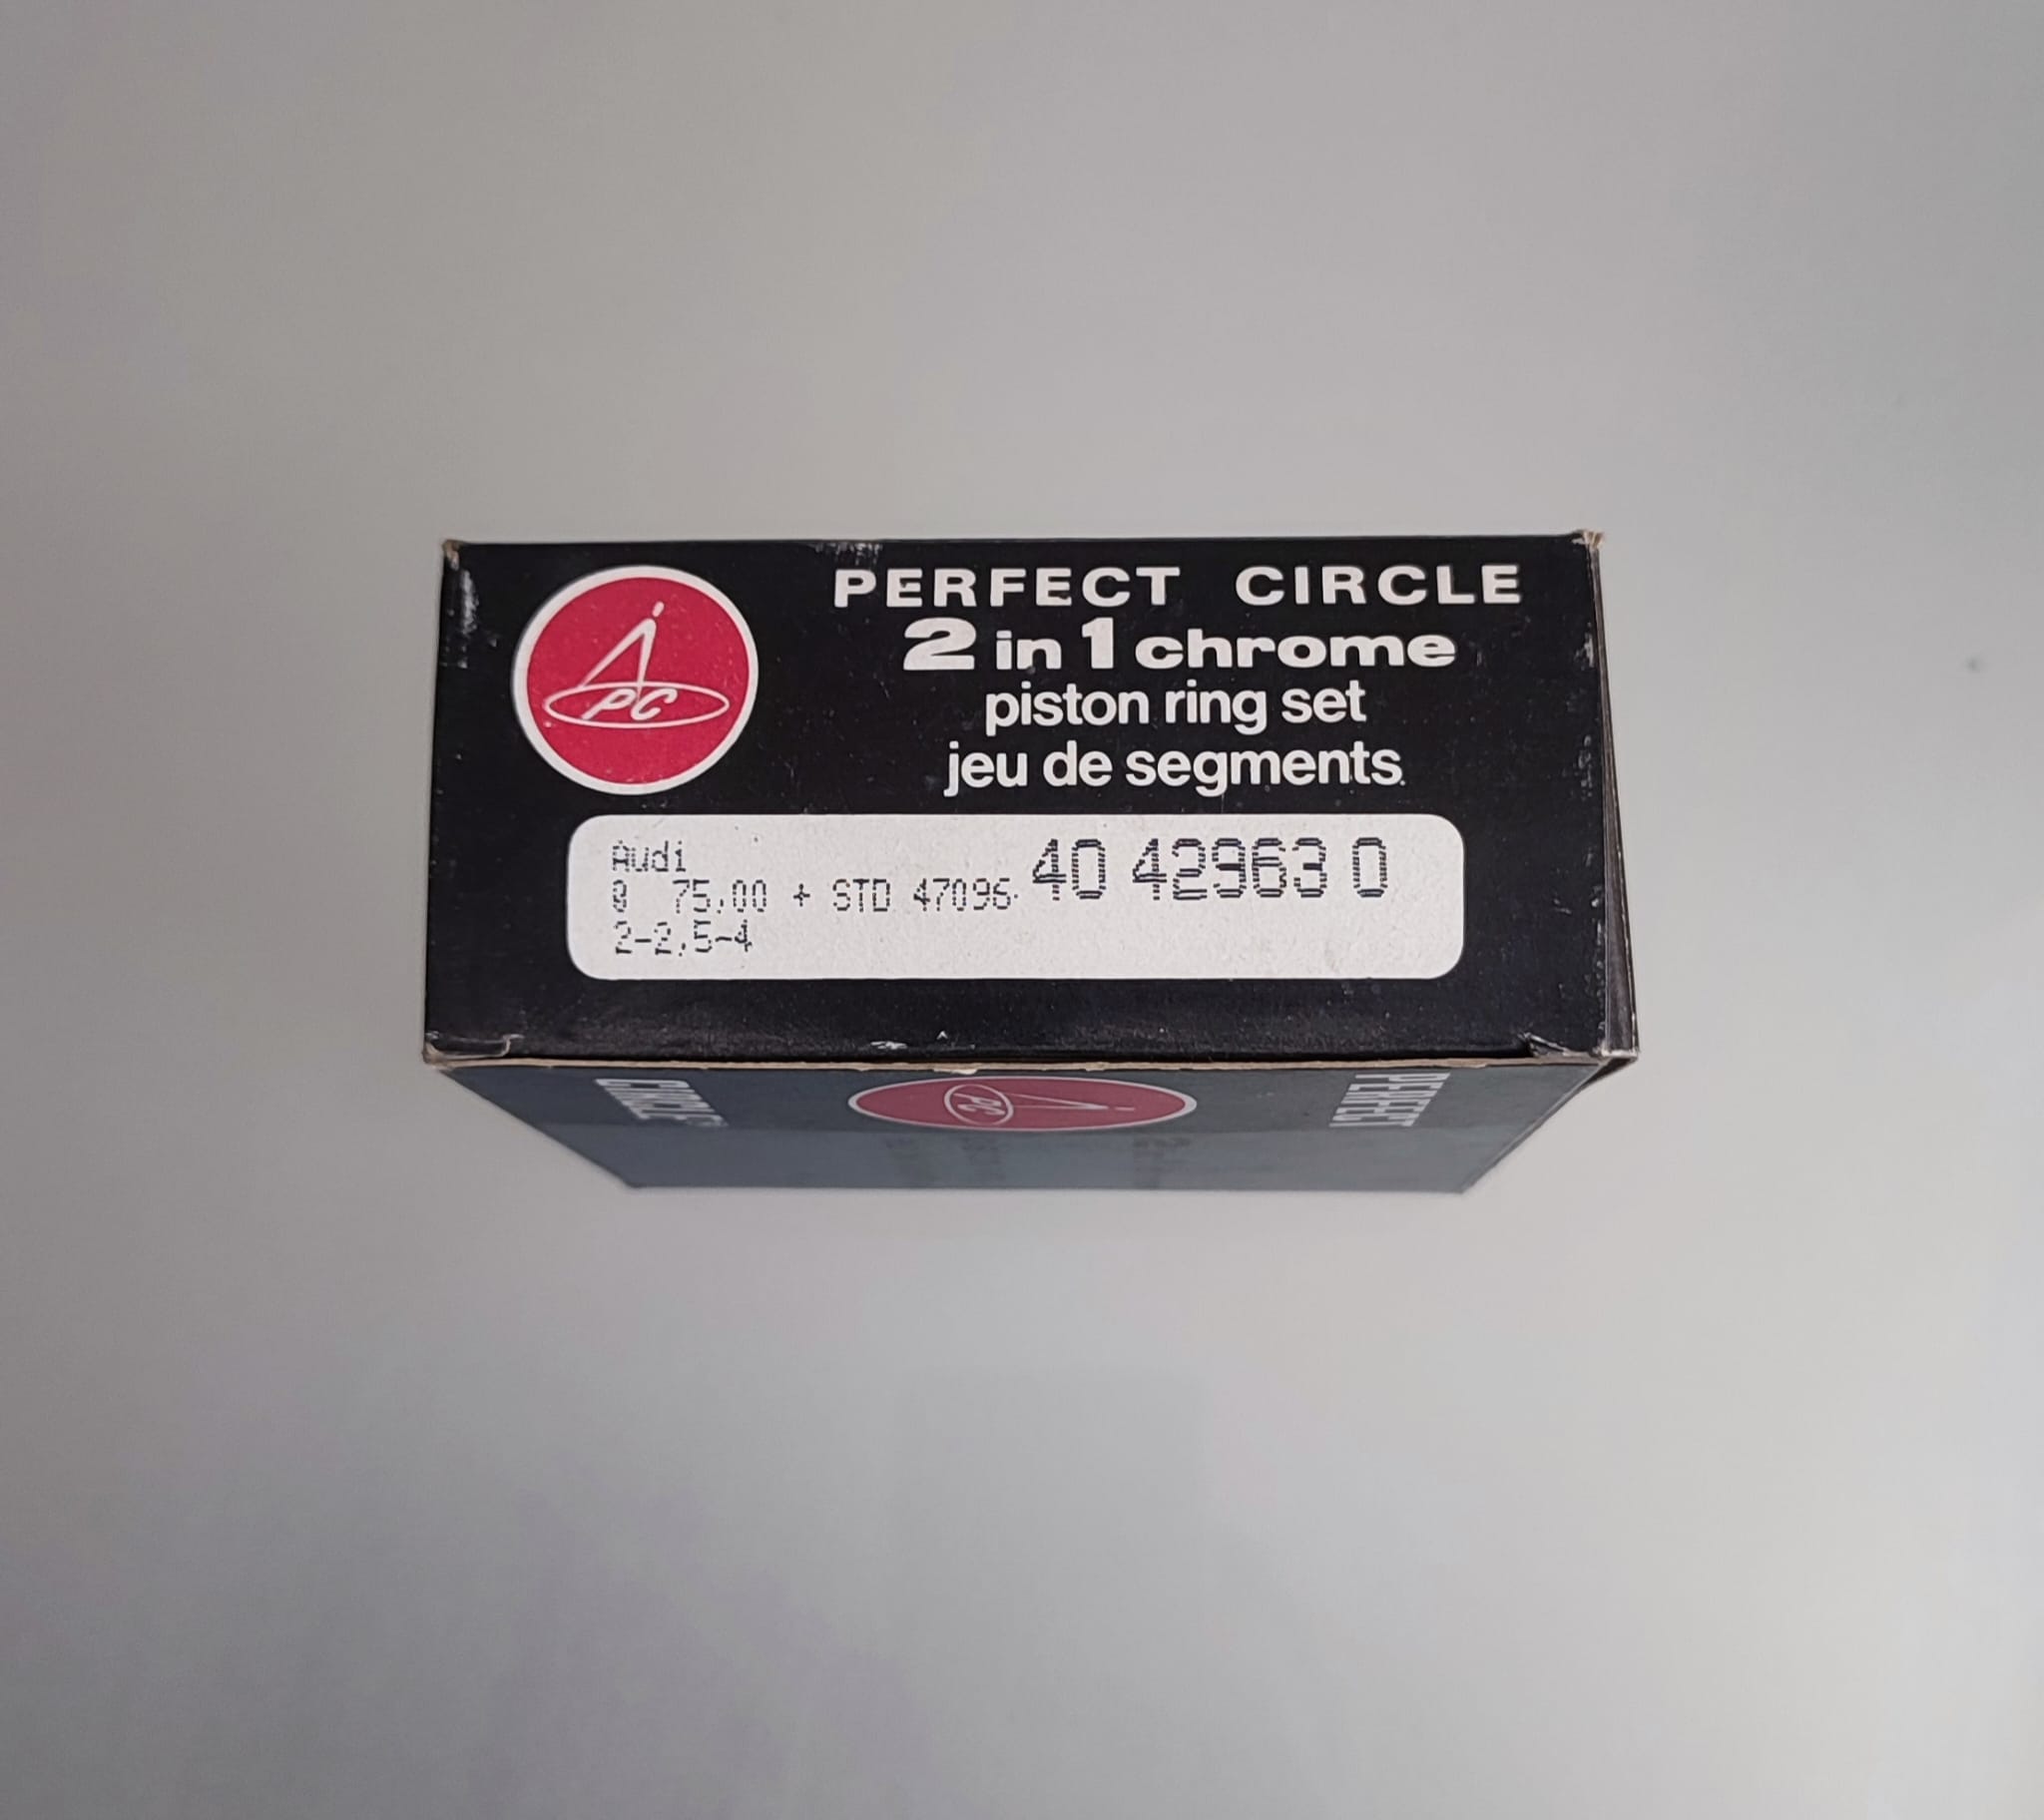 PERFECT CIRCLE
2 in 1 chrome
piston ring set
jeu de segments
PC
Audi
@ 75,00 + STD 47096
40 42963 0
2-2,5-4
CIRCLE
PC
PERFECT